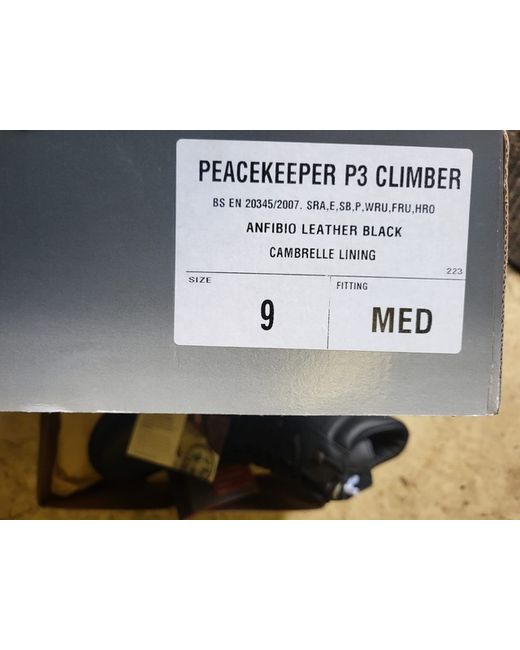 PEACEKEEPER P3 CLIMBER
BS EN 20345/2007. SRA,E,SB,P,WRU,FRU,HRO
ANFIBIO LEATHER BLACK
CAMBRELLE LINING
223
SIZE
FITTING
9
MED